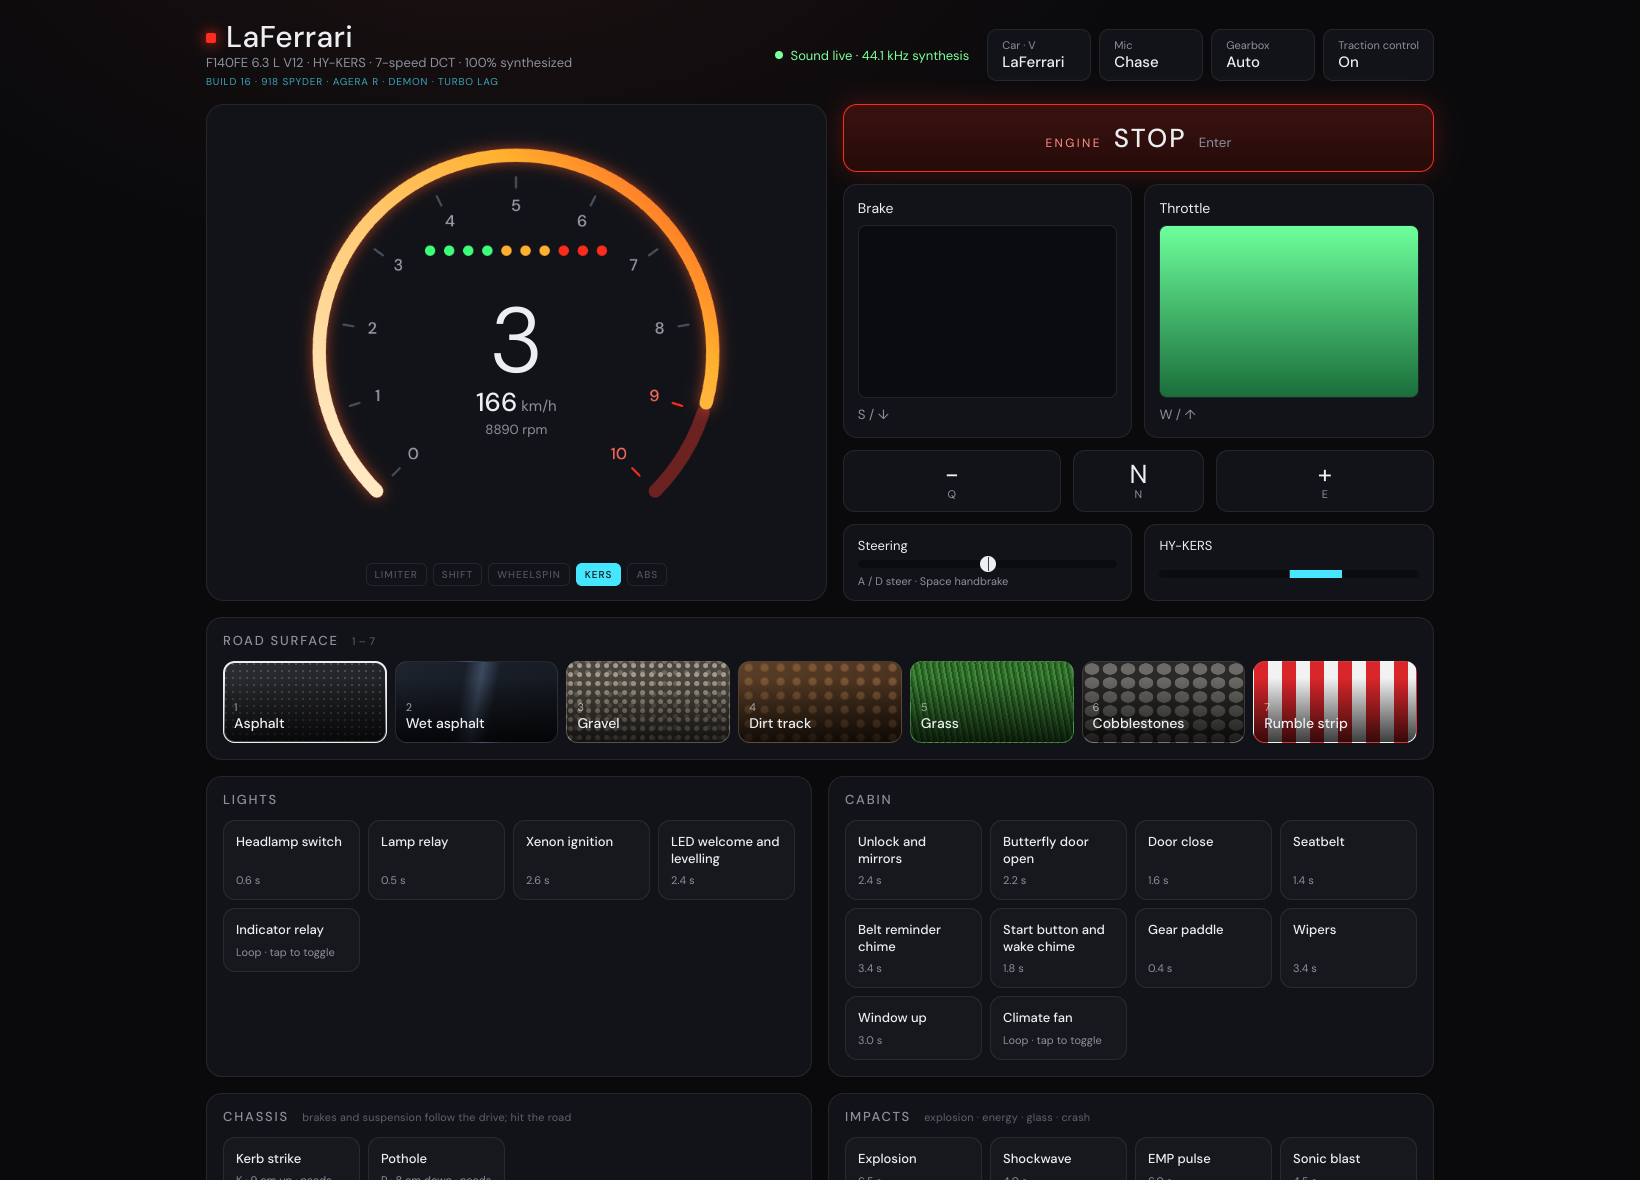 LaFerrari
F140FE 6.3 L V12 · HY-KERS · 7-speed DCT · 100% synthesized
BUILD 16 · 918 SPYDER · AGERA R · DEMON · TURBO LAG
Sound live · 44.1 kHz synthesis
Car · V
LaFerrari
Mic
Chase
Gearbox
Auto
Traction control
On
0
1
2
3
4
5
6
7
8
9
10
3
166 km/h
8890 rpm
LIMITER
SHIFT
WHEELSPIN
KERS
ABS
ENGINE STOP Enter
Brake
S / ↓
Throttle
W / ↑
−
Q
N
N
+
E
Steering
A / D steer · Space handbrake
HY-KERS
ROAD SURFACE 1 – 7
1
Asphalt
2
Wet asphalt
3
Gravel
4
Dirt track
5
Grass
6
Cobblestones
7
Rumble strip
LIGHTS
Headlamp switch
0.6 s
Lamp relay
0.5 s
Xenon ignition
2.6 s
LED welcome and
levelling
2.4 s
Indicator relay
Loop · tap to toggle
CABIN
Unlock and
mirrors
2.4 s
Butterfly door
open
2.2 s
Door close
1.6 s
Seatbelt
1.4 s
Belt reminder
chime
3.4 s
Start button and
wake chime
1.8 s
Gear paddle
0.4 s
Wipers
3.4 s
Window up
3.0 s
Climate fan
Loop · tap to toggle
CHASSIS brakes and suspension follow the drive; hit the road
Kerb strike
Pothole
IMPACTS explosion · energy · glass · crash
Explosion
Shockwave
EMP pulse
Sonic blast